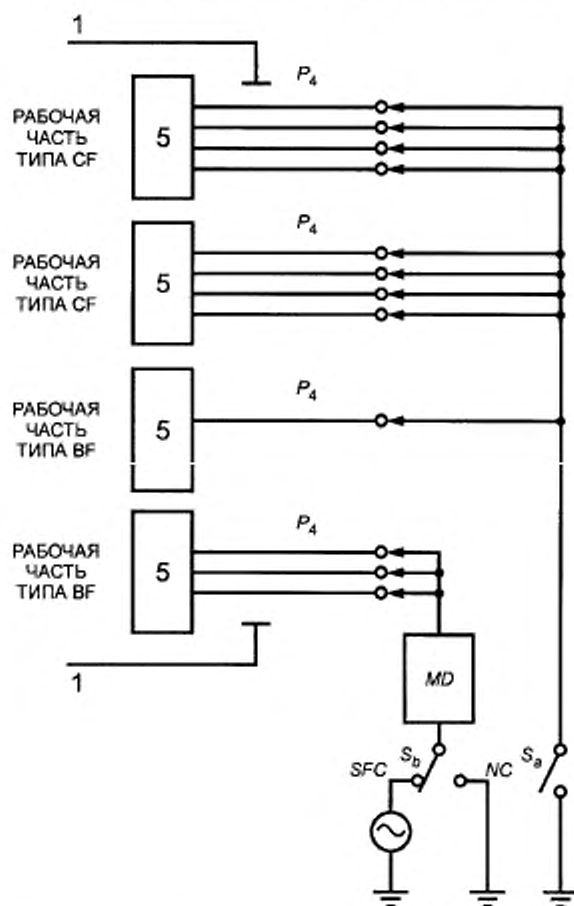 1
P4
РАБОЧАЯ
ЧАСТЬ
ТИПА CF
5
P4
РАБОЧАЯ
ЧАСТЬ
ТИПА CF
5
P4
РАБОЧАЯ
ЧАСТЬ
ТИПА BF
5
P4
РАБОЧАЯ
ЧАСТЬ
ТИПА BF
5
1
MD
SFC Sb NC Sa